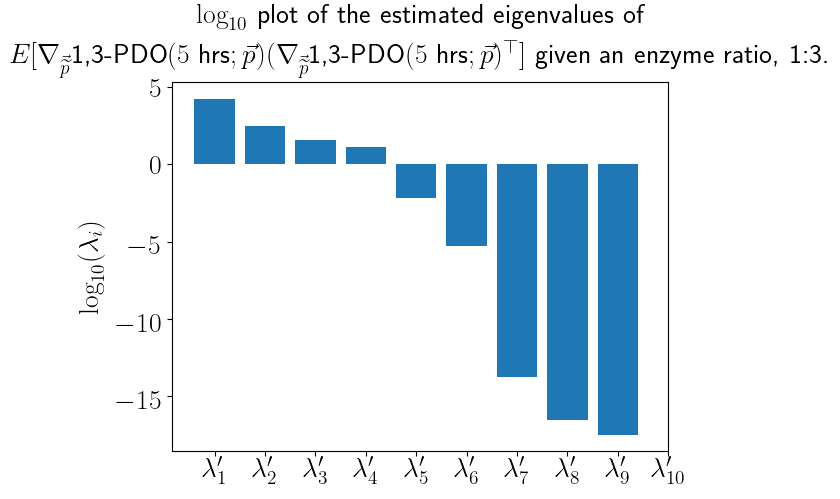 log₁₀ plot of the estimated eigenvalues of
E[∇_p̃⃗ 1,3-PDO(5 hrs; p⃗)(∇_p̃⃗ 1,3-PDO(5 hrs; p⃗)^⊤] given an enzyme ratio, 1:3.
5
0
−5
−10
−15
log₁₀(λᵢ)
λ′₁ λ′₂ λ′₃ λ′₄ λ′₅ λ′₆ λ′₇ λ′₈ λ′₉ λ′₁₀